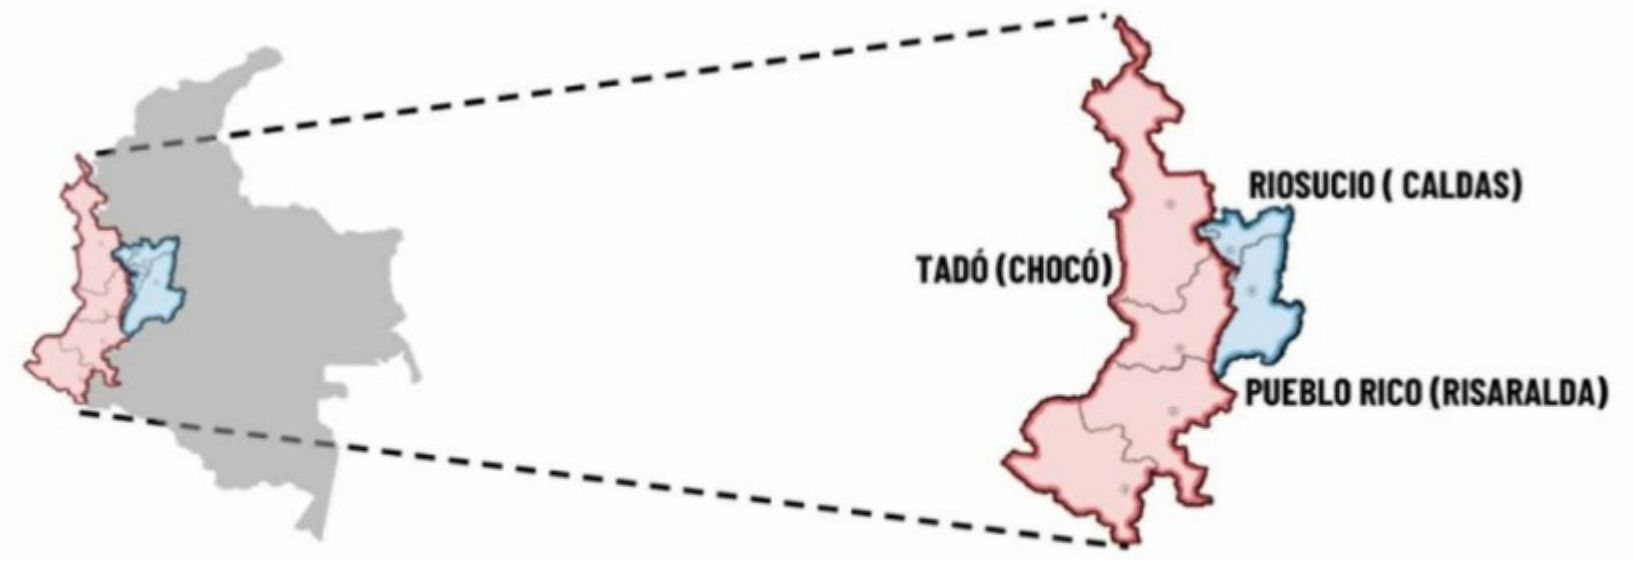 RIOSUCIO ( CALDAS)
TADÓ (CHOCÓ)
PUEBLO RICO (RISARALDA)